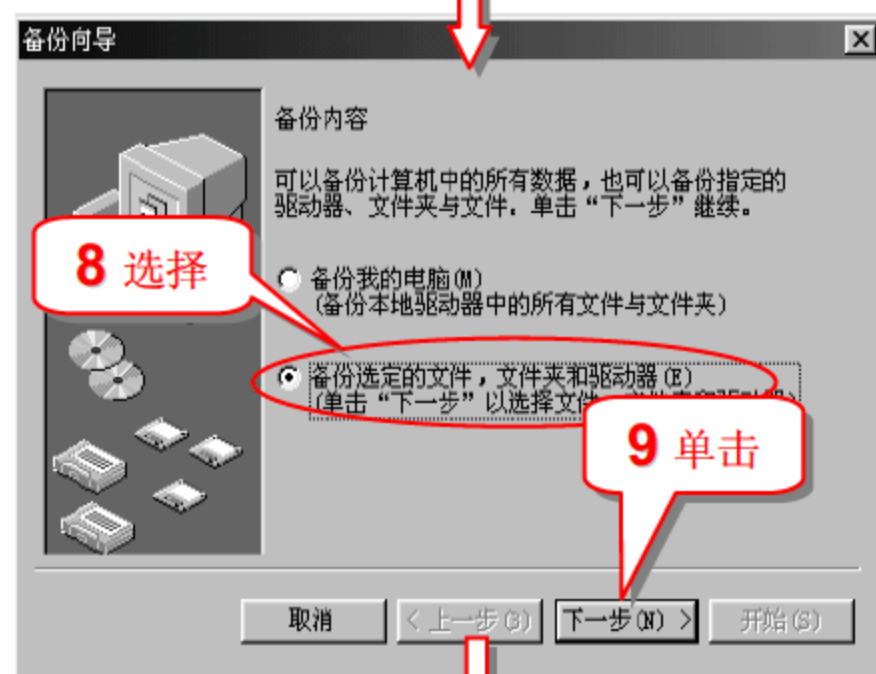 备份向导
备份内容
可以备份计算机中的所有数据，也可以备份指定的
驱动器、文件夹与文件．单击“下一步”继续。
8 选择
备份我的电脑(M)
(备份本地驱动器中的所有文件与文件夹)
备份选定的文件，文件夹和驱动器(E)
(单击“下一步”以选择文件
9 单击
取消
< 上一步(B)
下一步(N) >
开始(S)